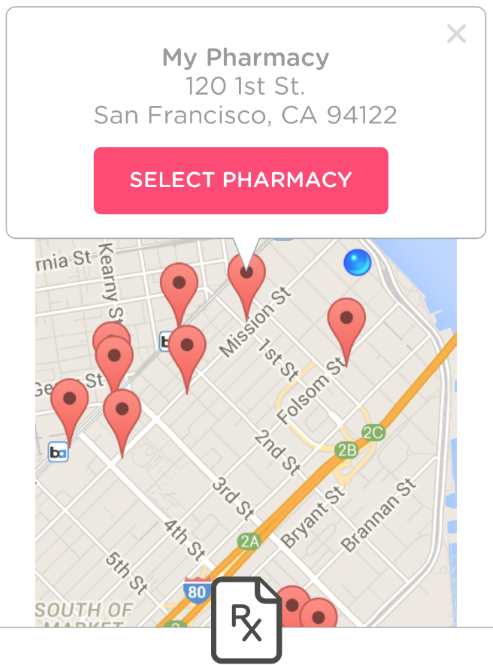 My Pharmacy
120 1st St.
San Francisco, CA 94122
SELECT PHARMACY
rnia St
Kearny St
Mission St
1st St
Folsom St
St
2C
2B
2nd St
3rd St
Bryant St
Brannan St
4th St
2A
5th St
80
SOUTH OF
MARKET
2
Rx